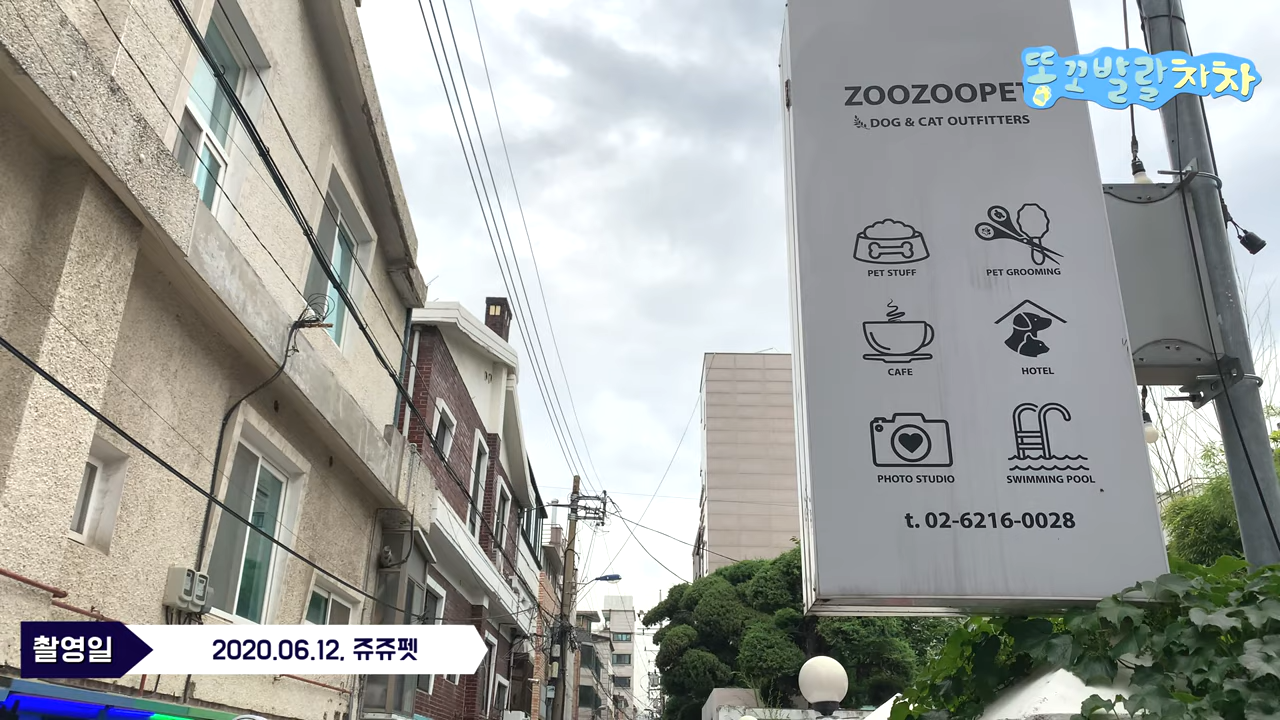 똥꼬발랄차차
ZOOZOOPET
DOG & CAT OUTFITTERS
PET STUFF
PET GROOMING
CAFE
HOTEL
PHOTO STUDIO
SWIMMING POOL
t. 02-6216-0028
촬영일
2020.06.12, 쥬쥬펫